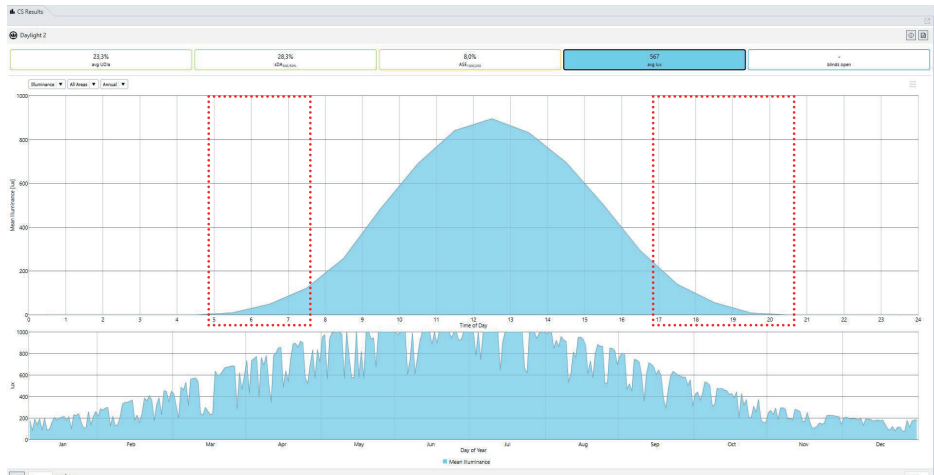 CS Results
Daylight 2
23,3%
avg UDIa
28,3%
8,0%
567
avg lux
-
blinds open
Illuminance ▼ All Areas ▼ Annual ▼
Mean Illuminance [Lux]
1000
800
600
400
200
0
0 1 2 3 4 5 6 7 8 9 10 11 12 13 14 15 16 17 18 19 20 21 22 23 24
Time of Day
lux
1000
800
600
400
200
0
Jan Feb Mar Apr May Jun Jul Aug Sep Oct Nov Dec
Day of Year
Mean Illuminance